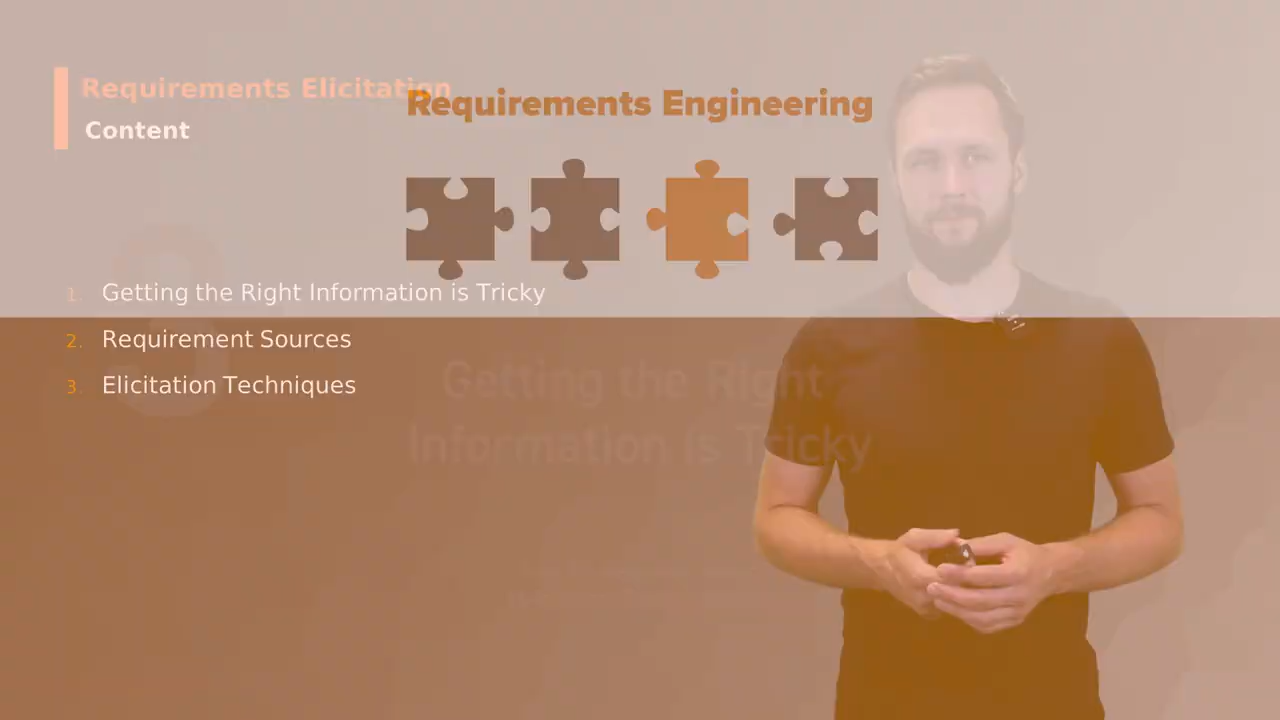 Requirements Elicitation
Content
Requirements Engineering
1. Getting the Right Information is Tricky
2. Requirement Sources
3. Elicitation Techniques
Getting the Right
Information is Tricky